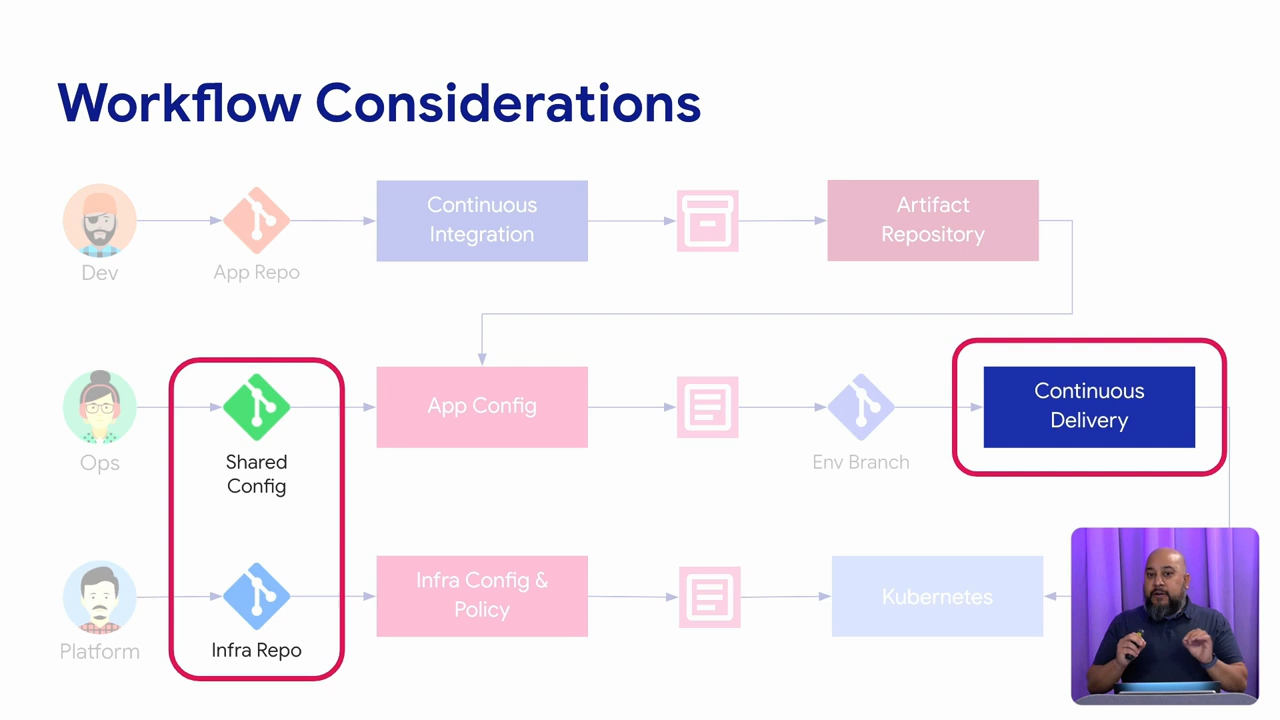 Workflow Considerations
Dev
App Repo
Continuous
Integration
Artifact
Repository
Ops
Shared
Config
App Config
Env Branch
Continuous
Delivery
Platform
Infra Repo
Infra Config &
Policy
Kubernetes